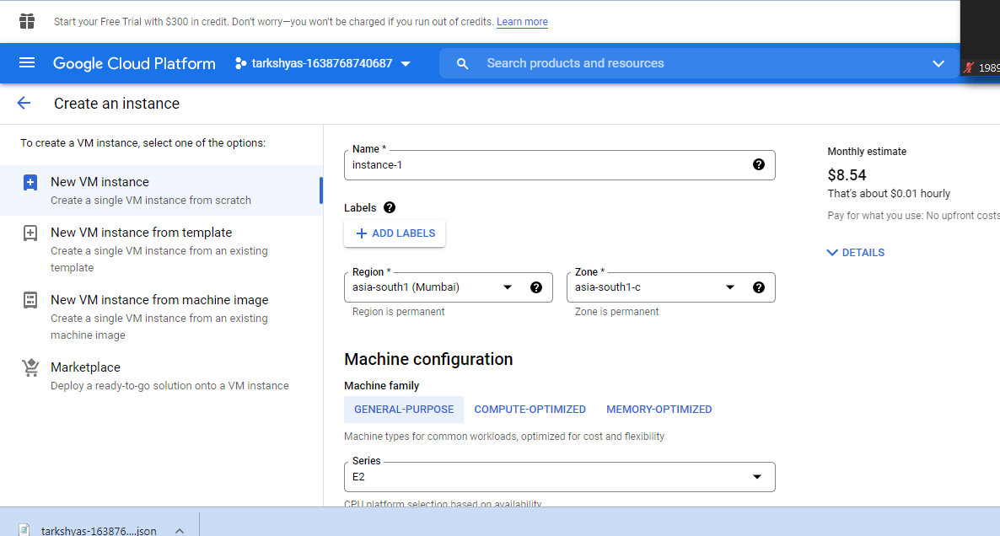 Start your Free Trial with $300 in credit. Don't worry—you won't be charged if you run out of credits. Learn more
Google Cloud Platform
tarkshyas-1638768740687
Search products and resources
1989
Create an instance
To create a VM instance, select one of the options:
New VM instance
Create a single VM instance from scratch
New VM instance from template
Create a single VM instance from an existing
template
New VM instance from machine image
Create a single VM instance from an existing
machine image
Marketplace
Deploy a ready-to-go solution onto a VM instance
Name *
instance-1
Labels
ADD LABELS
Region *
asia-south1 (Mumbai)
Region is permanent
Zone *
asia-south1-c
Zone is permanent
Machine configuration
Machine family
GENERAL-PURPOSE
COMPUTE-OPTIMIZED
MEMORY-OPTIMIZED
Machine types for common workloads, optimized for cost and flexibility
Series
E2
CPU platform selection based on availability
Monthly estimate
$8.54
That's about $0.01 hourly
Pay for what you use: No upfront costs
DETAILS
tarkshyas-163876....json